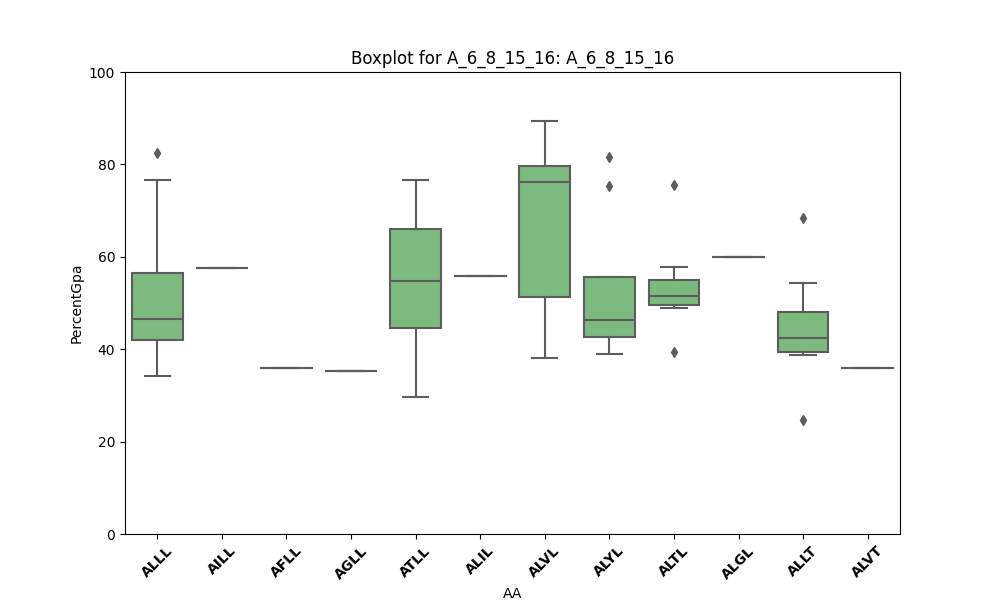 Boxplot for A_6_8_15_16: A_6_8_15_16
100
80
60
40
20
0
PercentGpa
ALLL
AILL
AFLL
AGLL
ATLL
ALIL
ALVL
ALYL
ALTL
ALGL
ALLT
ALVT
AA